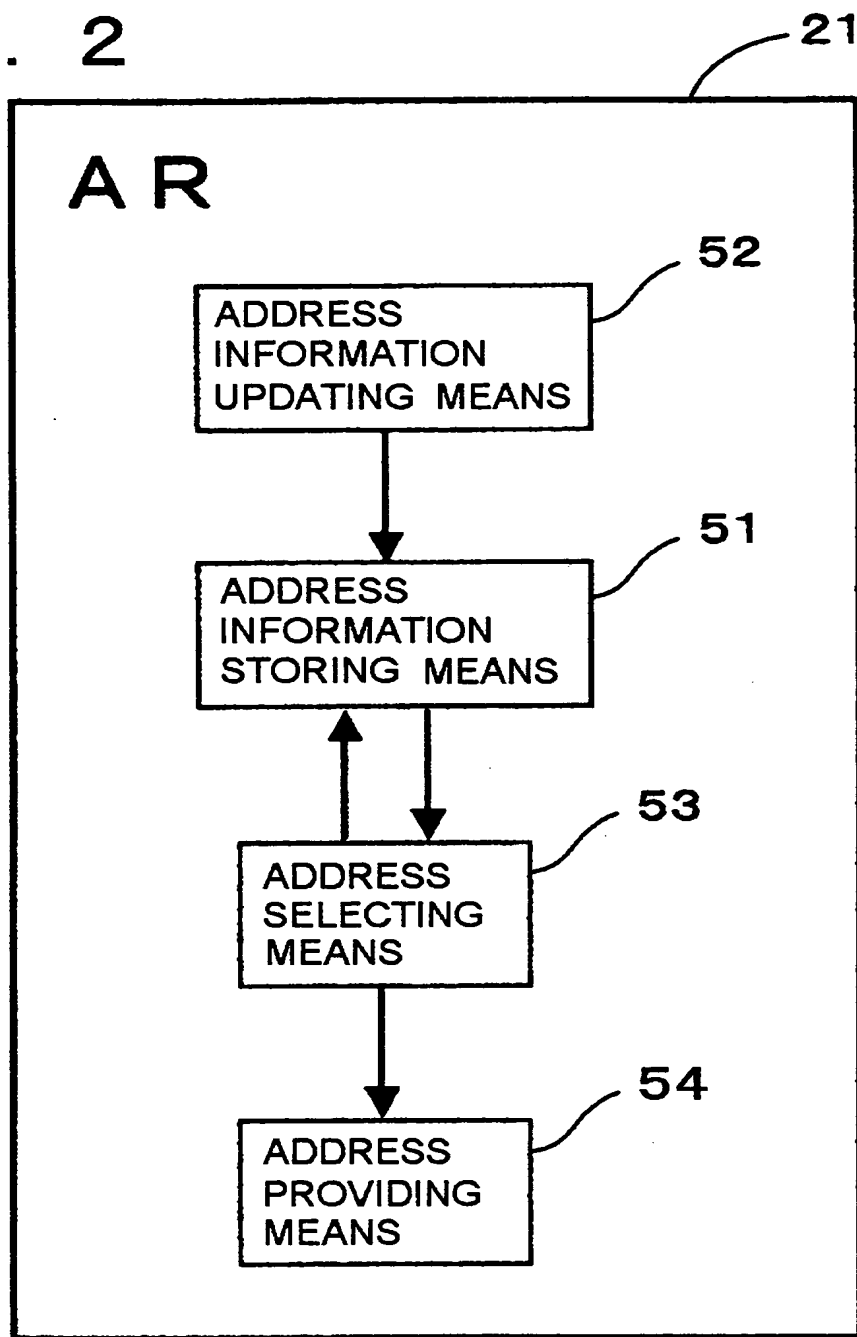 . 2
21
AR
52
ADDRESS
INFORMATION
UPDATING MEANS
51
ADDRESS
INFORMATION
STORING MEANS
53
ADDRESS
SELECTING
MEANS
54
ADDRESS
PROVIDING
MEANS